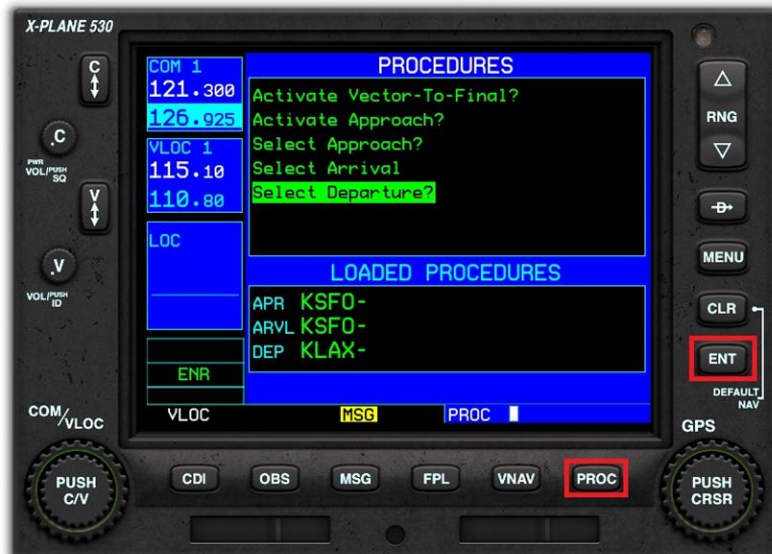 X-PLANE 530
C
.C
PWR
VOL/PUSH
SQ
V
.V
VOL/PUSH
ID
COM/VLOC
PUSH
C/V
COM 1
121.300
126.925
VLOC 1
115.10
110.80
LOC
ENR
VLOC
PROCEDURES
Activate Vector-To-Final?
Activate Approach?
Select Approach?
Select Arrival
Select Departure?
LOADED PROCEDURES
APR KSFO-
ARVL KSFO-
DEP KLAX-
MSG
PROC
CDI
OBS
MSG
FPL
VNAV
PROC
RNG
D
MENU
CLR
ENT
DEFAULT
NAV
GPS
PUSH
CRSR